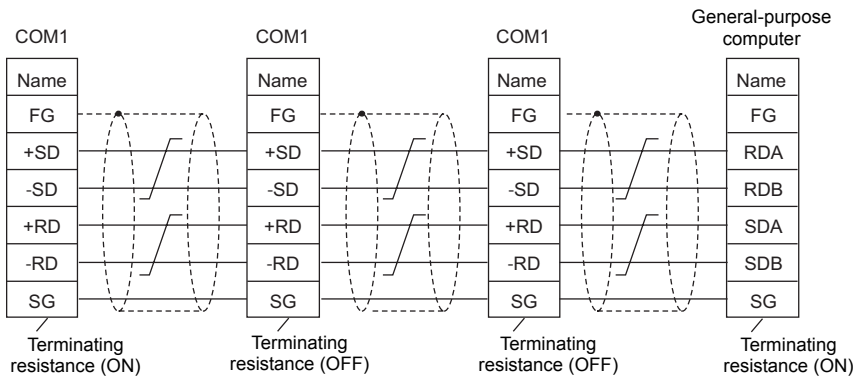 General-purpose
computer
COM1
COM1
COM1
Name
Name
Name
Name
FG
FG
FG
FG
+SD
+SD
+SD
RDA
-SD
-SD
-SD
RDB
+RD
+RD
+RD
SDA
-RD
-RD
-RD
SDB
SG
SG
SG
SG
Terminating
resistance (ON)
Terminating
resistance (OFF)
Terminating
resistance (OFF)
Terminating
resistance (ON)